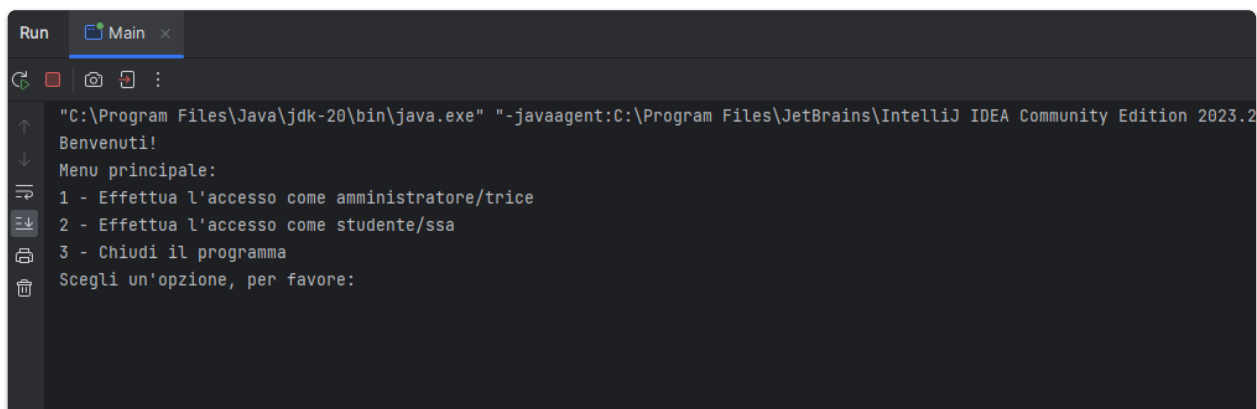 Run Main
"C:\Program Files\Java\jdk-20\bin\java.exe" "-javaagent:C:\Program Files\JetBrains\IntelliJ IDEA Community Edition 2023.2
Benvenuti!
Menu principale:
1 - Effettua l'accesso come amministratore/trice
2 - Effettua l'accesso come studente/ssa
3 - Chiudi il programma
Scegli un'opzione, per favore: